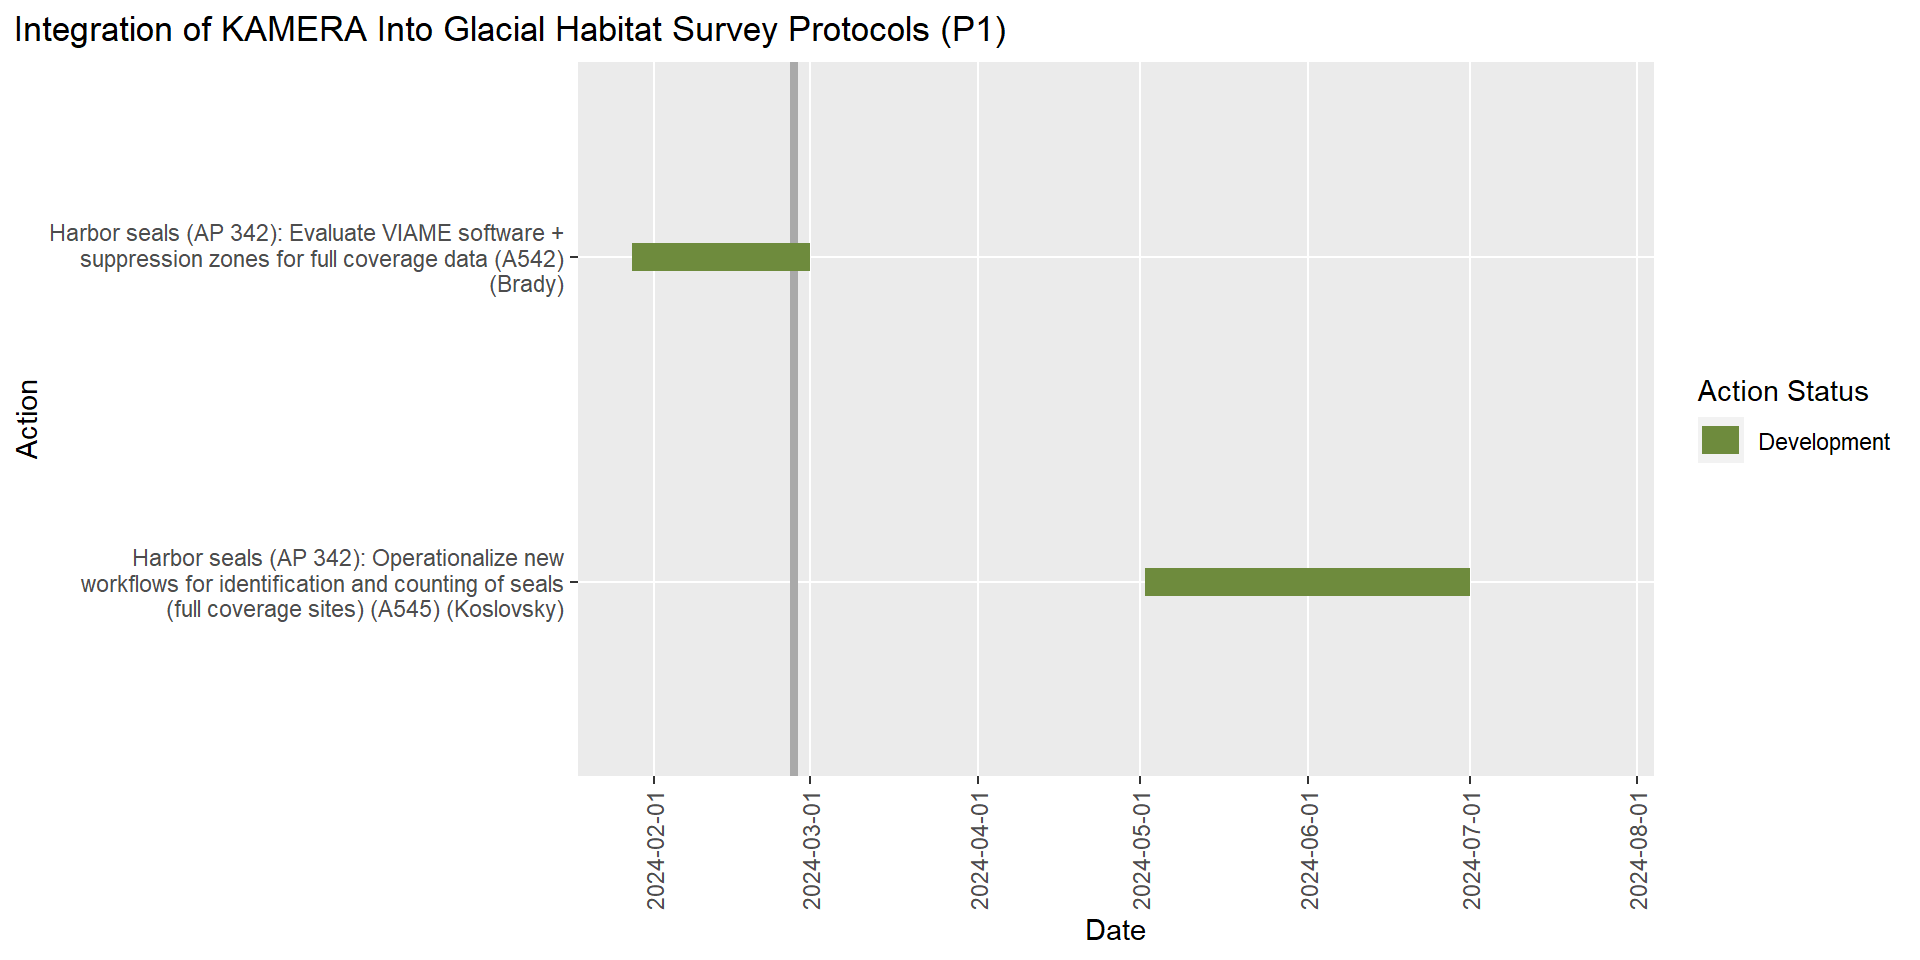 Integration of KAMERA Into Glacial Habitat Survey Protocols (P1)
Harbor seals (AP 342): Evaluate VIAME software +
suppression zones for full coverage data (A542)
(Brady)
Harbor seals (AP 342): Operationalize new
workflows for identification and counting of seals
(full coverage sites) (A545) (Koslovsky)
Action
2024-02-01
2024-03-01
2024-04-01
2024-05-01
2024-06-01
2024-07-01
2024-08-01
Date
Action Status
Development